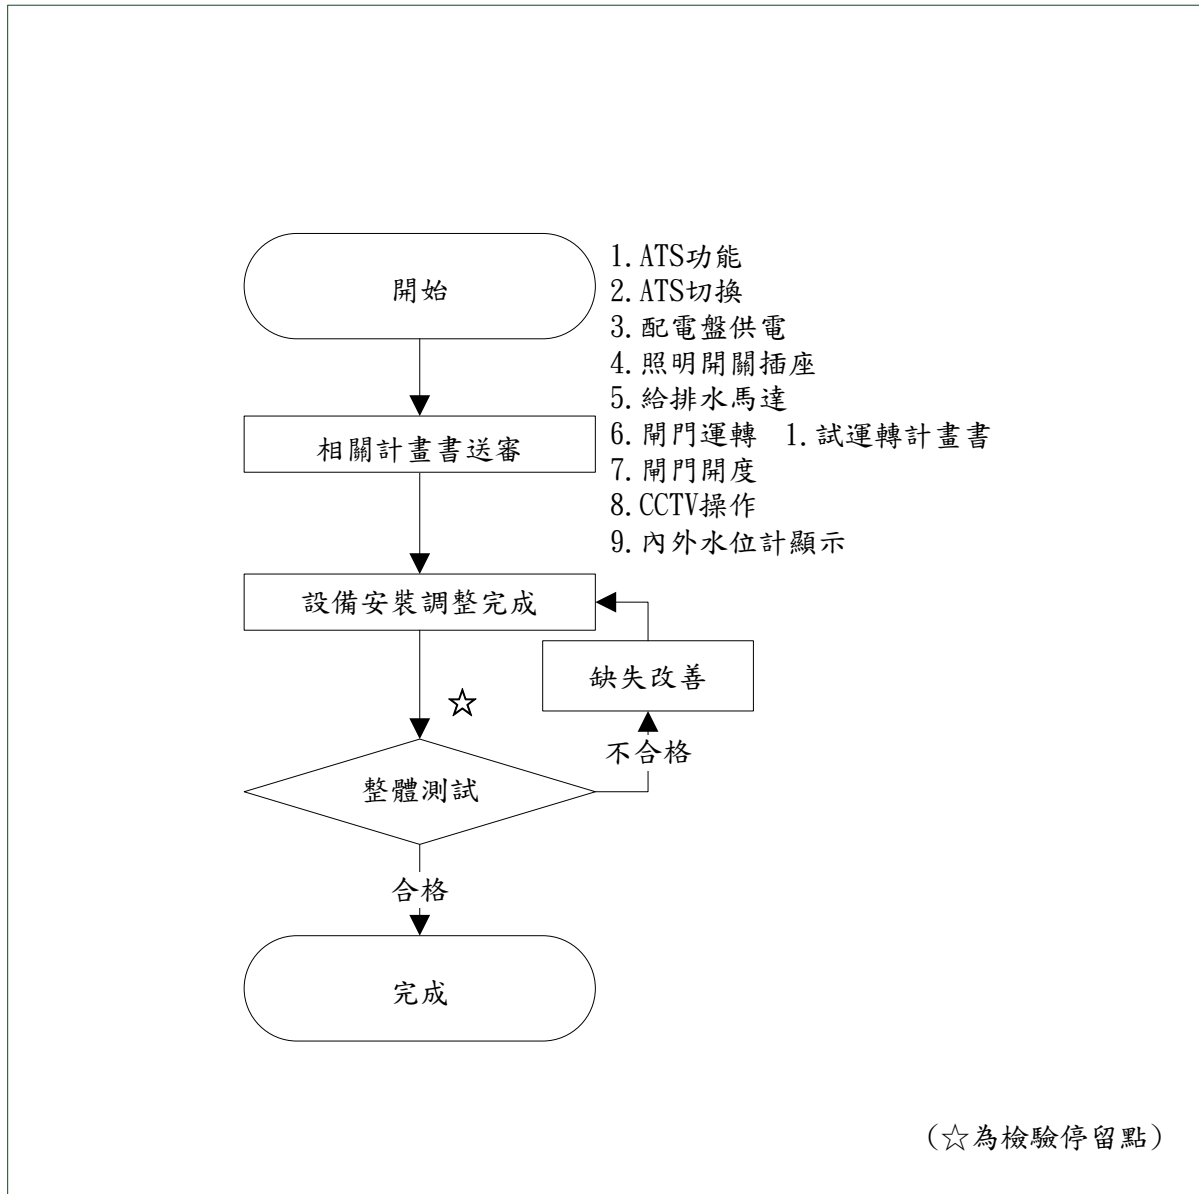 開始
1.ATS功能
2.ATS切換
3.配電盤供電
4.照明開關插座
5.給排水馬達
6.閘門運轉
7.閘門開度
8.CCTV操作
9.內外水位計顯示
相關計畫書送審
1.試運轉計畫書
設備安裝調整完成
缺失改善
☆
不合格
整體測試
合格
完成
(☆為檢驗停留點)